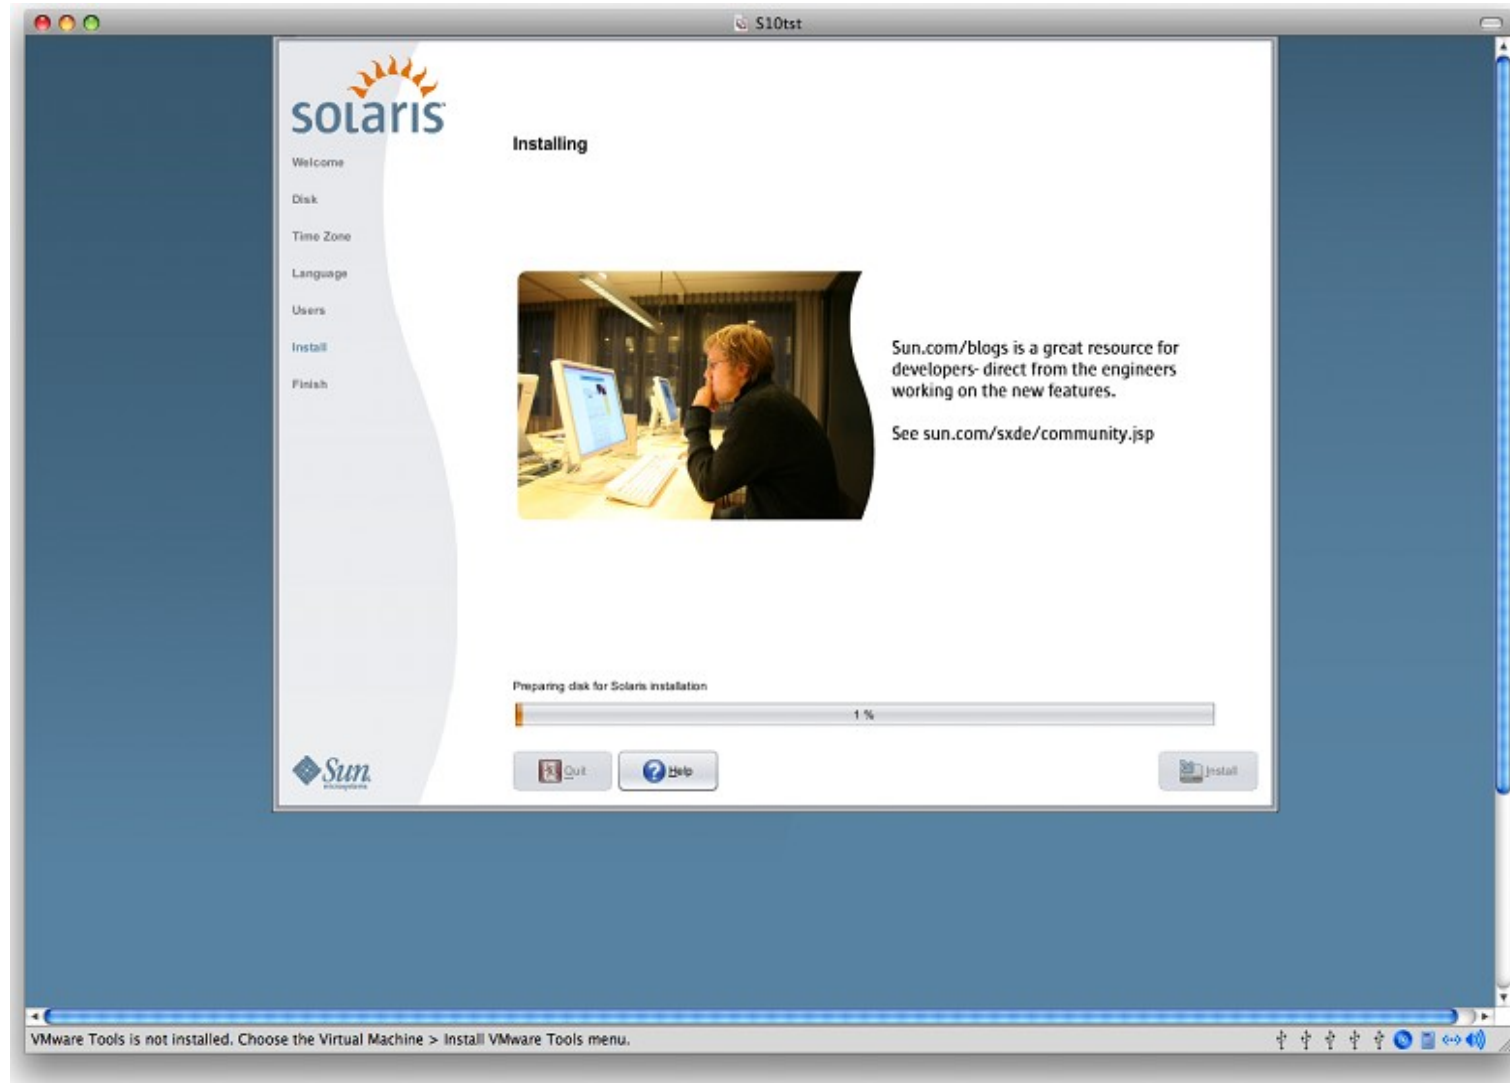 S10tst
solaris
Welcome
Disk
Time Zone
Language
Users
Install
Finish
Installing
Sun.com/blogs is a great resource for
developers- direct from the engineers
working on the new features.
See sun.com/sxde/community.jsp
Preparing disk for Solaris installation
1 %
Sun
microsystems
Quit
Help
Install
VMware Tools is not installed. Choose the Virtual Machine > Install VMware Tools menu.